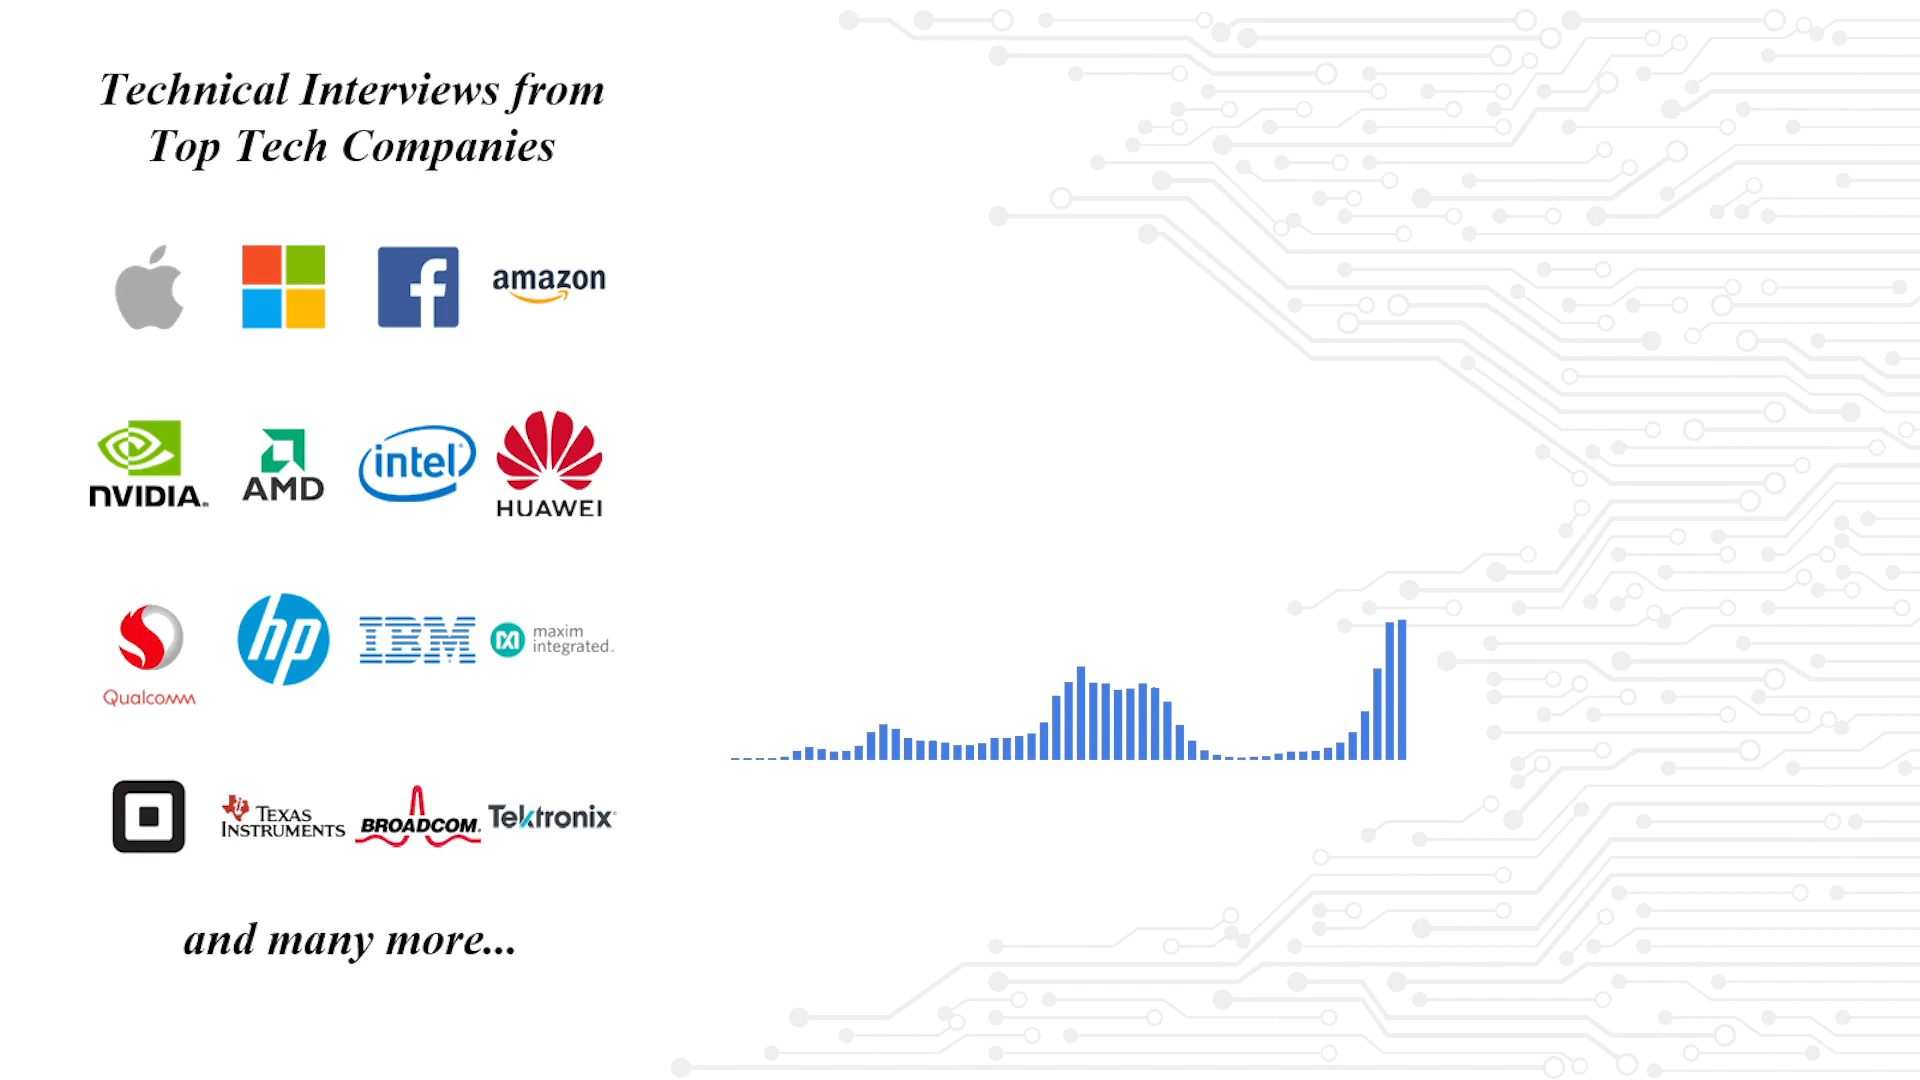 Technical Interviews from
Top Tech Companies
amazon
NVIDIA.
AMD
intel
HUAWEI
Qualcomm
hp
IBM
maxim
integrated.
TEXAS
INSTRUMENTS
BROADCOM.
Tektronix
and many more...